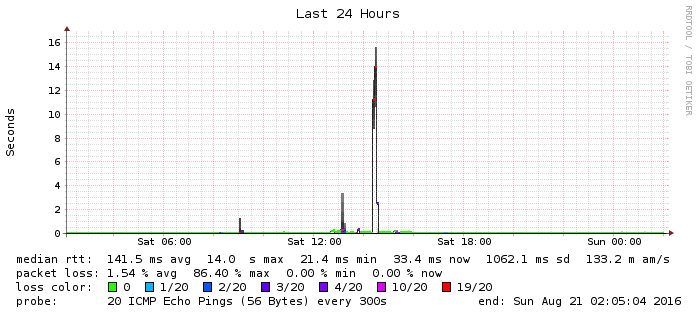 Last 24 Hours
RRDTOOL / TOBI OETIKER
Seconds
16
14
12
10
8
6
4
2
0
Sat 06:00 Sat 12:00 Sat 18:00 Sun 00:00
median rtt: 141.5 ms avg 14.0 s max 21.4 ms min 33.4 ms now 1062.1 ms sd 133.2 m am/s
packet loss: 1.54 % avg 86.40 % max 0.00 % min 0.00 % now
loss color: 0 1/20 2/20 3/20 4/20 10/20 19/20
probe: 20 ICMP Echo Pings (56 Bytes) every 300s end: Sun Aug 21 02:05:04 2016